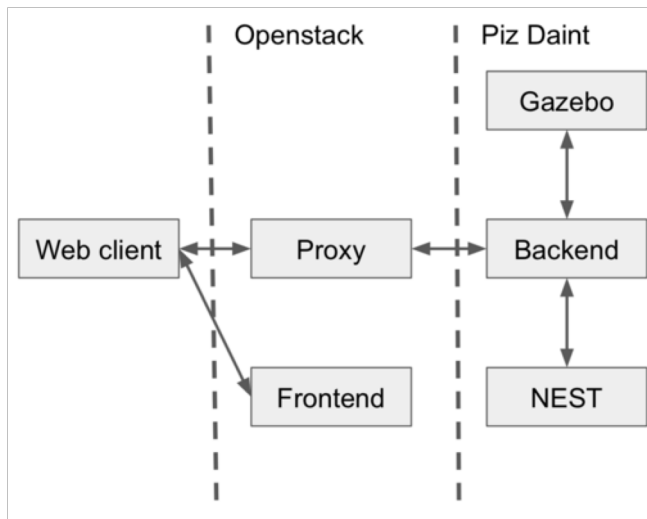 Openstack
Piz Daint
Gazebo
Web client
Proxy
Backend
Frontend
NEST